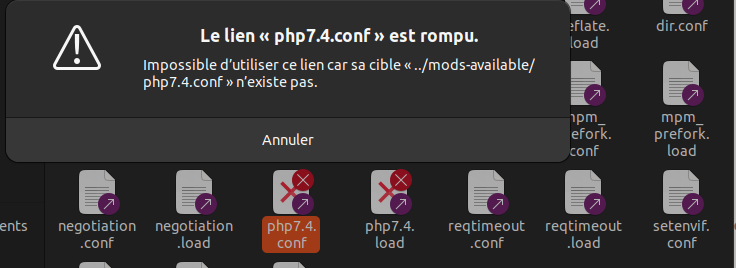 Le lien « php7.4.conf » est rompu.
Impossible d'utiliser ce lien car sa cible « ../mods-available/
php7.4.conf » n'existe pas.
Annuler
eflate.
load
dir.conf
mpm_
prefork.
conf
mpm_
prefork.
load
ents
negotiation
.conf
negotiation
.load
php7.4.
conf
php7.4.
load
reqtimeout
.conf
reqtimeout
.load
setenvif.
conf